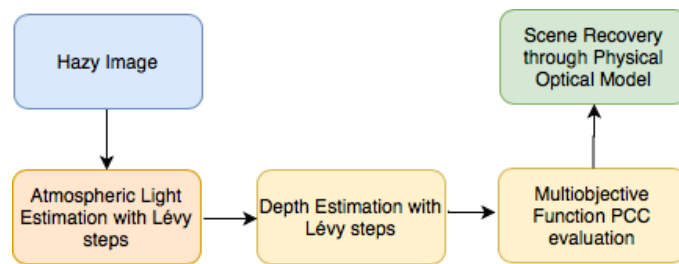 Hazy Image
Atmospheric Light
Estimation with Lévy
steps
Depth Estimation with
Lévy steps
Multiobjective
Function PCC
evaluation
Scene Recovery
through Physical
Optical Model